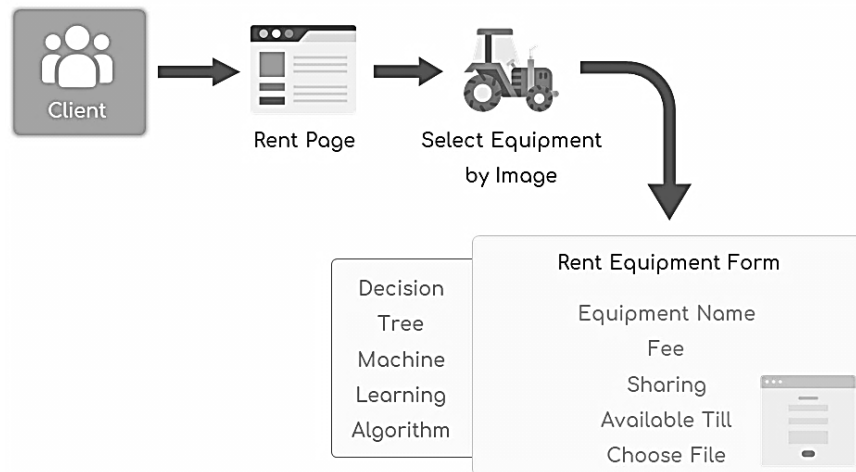 Client
Rent Page
Select Equipment
by Image
Decision
Tree
Machine
Learning
Algorithm
Rent Equipment Form
Equipment Name
Fee
Sharing
Available Till
Choose File